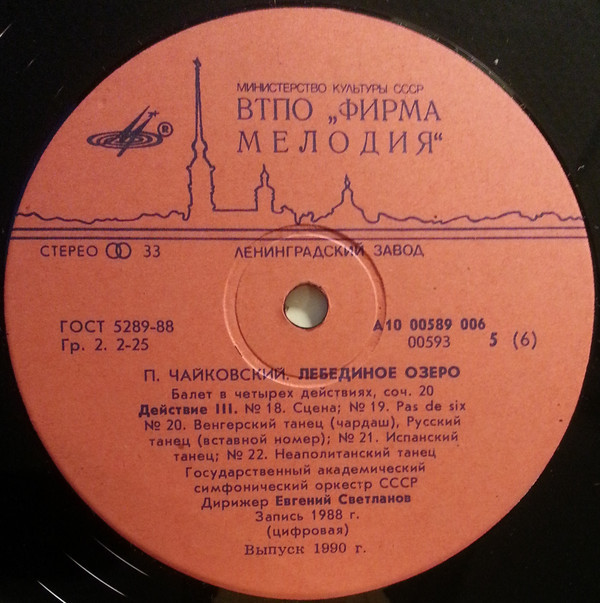 МИНИСТЕРСТВО КУЛЬТУРЫ СССР
ВТПО „ФИРМА
МЕЛОДИЯ“
®
СТЕРЕО 33 ЛЕНИНГРАДСКИЙ ЗАВОД
ГОСТ 5289-88 А10 00589 006
Гр. 2. 2-25 00593 5 (6)
П. ЧАЙКОВСКИЙ. ЛЕБЕДИНОЕ ОЗЕРО
Балет в четырех действиях, соч. 20
Действие III. № 18. Сцена; № 19. Pas de six
№ 20. Венгерский танец (чардаш), Русский
танец (вставной номер); № 21. Испанский
танец; № 22. Неаполитанский танец
Государственный академический
симфонический оркестр СССР
Дирижер Евгений Светланов
Запись 1988 г.
(цифровая)
Выпуск 1990 г.